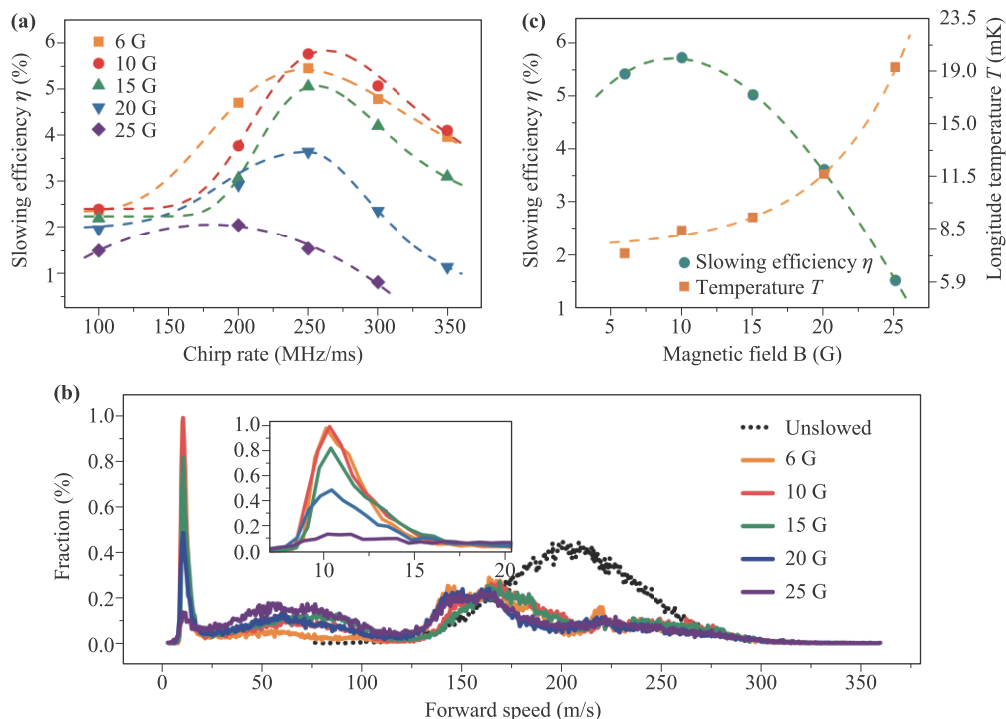 (a)
6 G
10 G
15 G
20 G
25 G
6
5
4
3
2
1
Slowing efficiency η (%)
100
200
250
300
350
Chirp rate (MHz/ms)
(c)
6
5
4
3
2
1
Slowing efficiency η (%)
23.5
19.0
15.0
11.5
8.5
5.9
Longitude temperature T (mK)
Slowing efficiency η
Temperature T
5
10
15
20
25
Magnetic field B (G)
(b)
1.0
0.8
0.6
0.4
0.2
0.0
Fraction (%)
1.0
0.8
0.6
0.4
0.2
0.0
10
15
20
Unslowed
6 G
10 G
15 G
20 G
25 G
0
50
100
150
200
250
300
350
Forward speed (m/s)